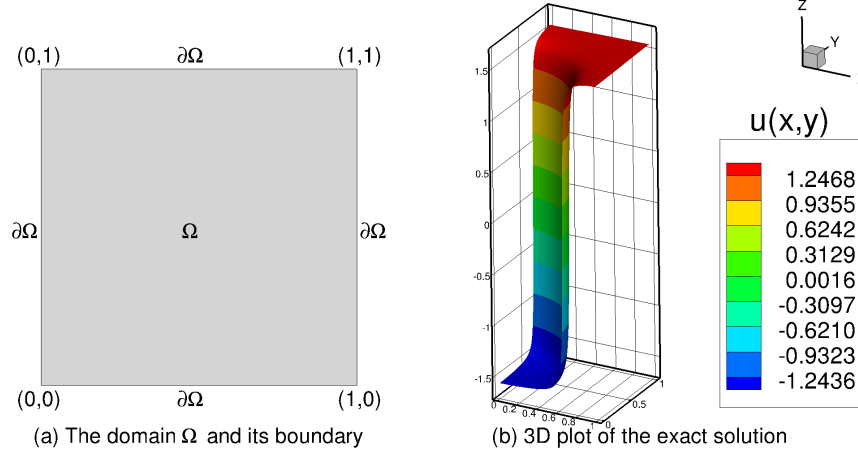 (0,1)
∂Ω
(1,1)
∂Ω
Ω
∂Ω
(0,0)
∂Ω
(1,0)
(a) The domain Ω and its boundary
1.5
1
0.5
0
-0.5
-1
-1.5
0
0.2
0.4
0.6
0.8
1
0
0.5
1
(b) 3D plot of the exact solution
Z
Y
u(x,y)
1.2468
0.9355
0.6242
0.3129
0.0016
-0.3097
-0.6210
-0.9323
-1.2436